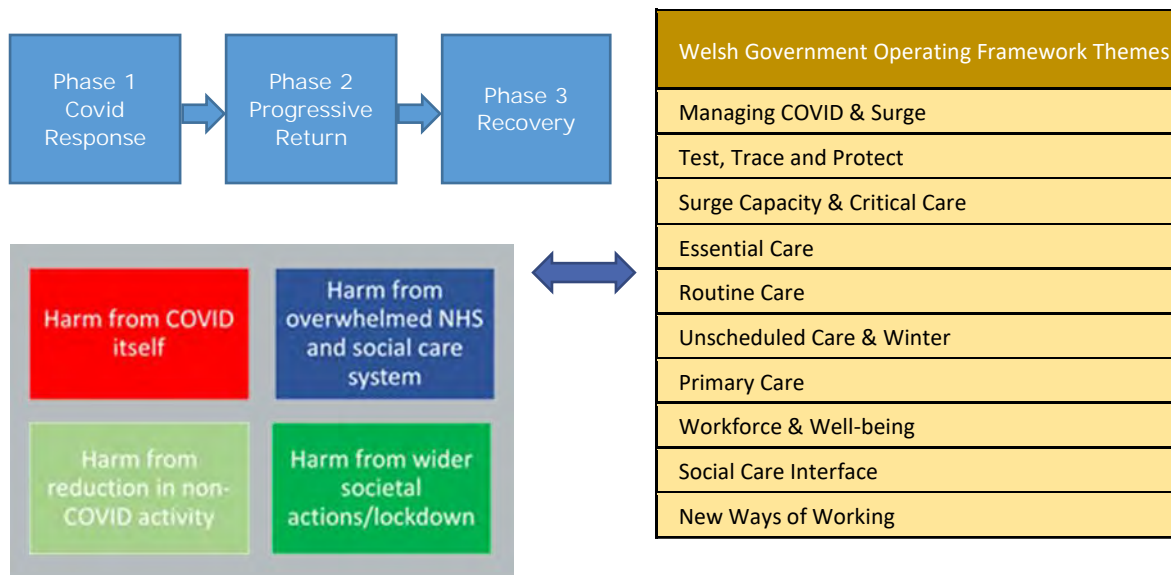 Phase 1
Covid
Response
Phase 2
Progressive
Return
Phase 3
Recovery
Harm from COVID
itself
Harm from
overwhelmed NHS
and social care
system
Harm from
reduction in non-
COVID activity
Harm from wider
societal
actions/lockdown
Welsh Government Operating Framework Themes
Managing COVID & Surge
Test, Trace and Protect
Surge Capacity & Critical Care
Essential Care
Routine Care
Unscheduled Care & Winter
Primary Care
Workforce & Well-being
Social Care Interface
New Ways of Working